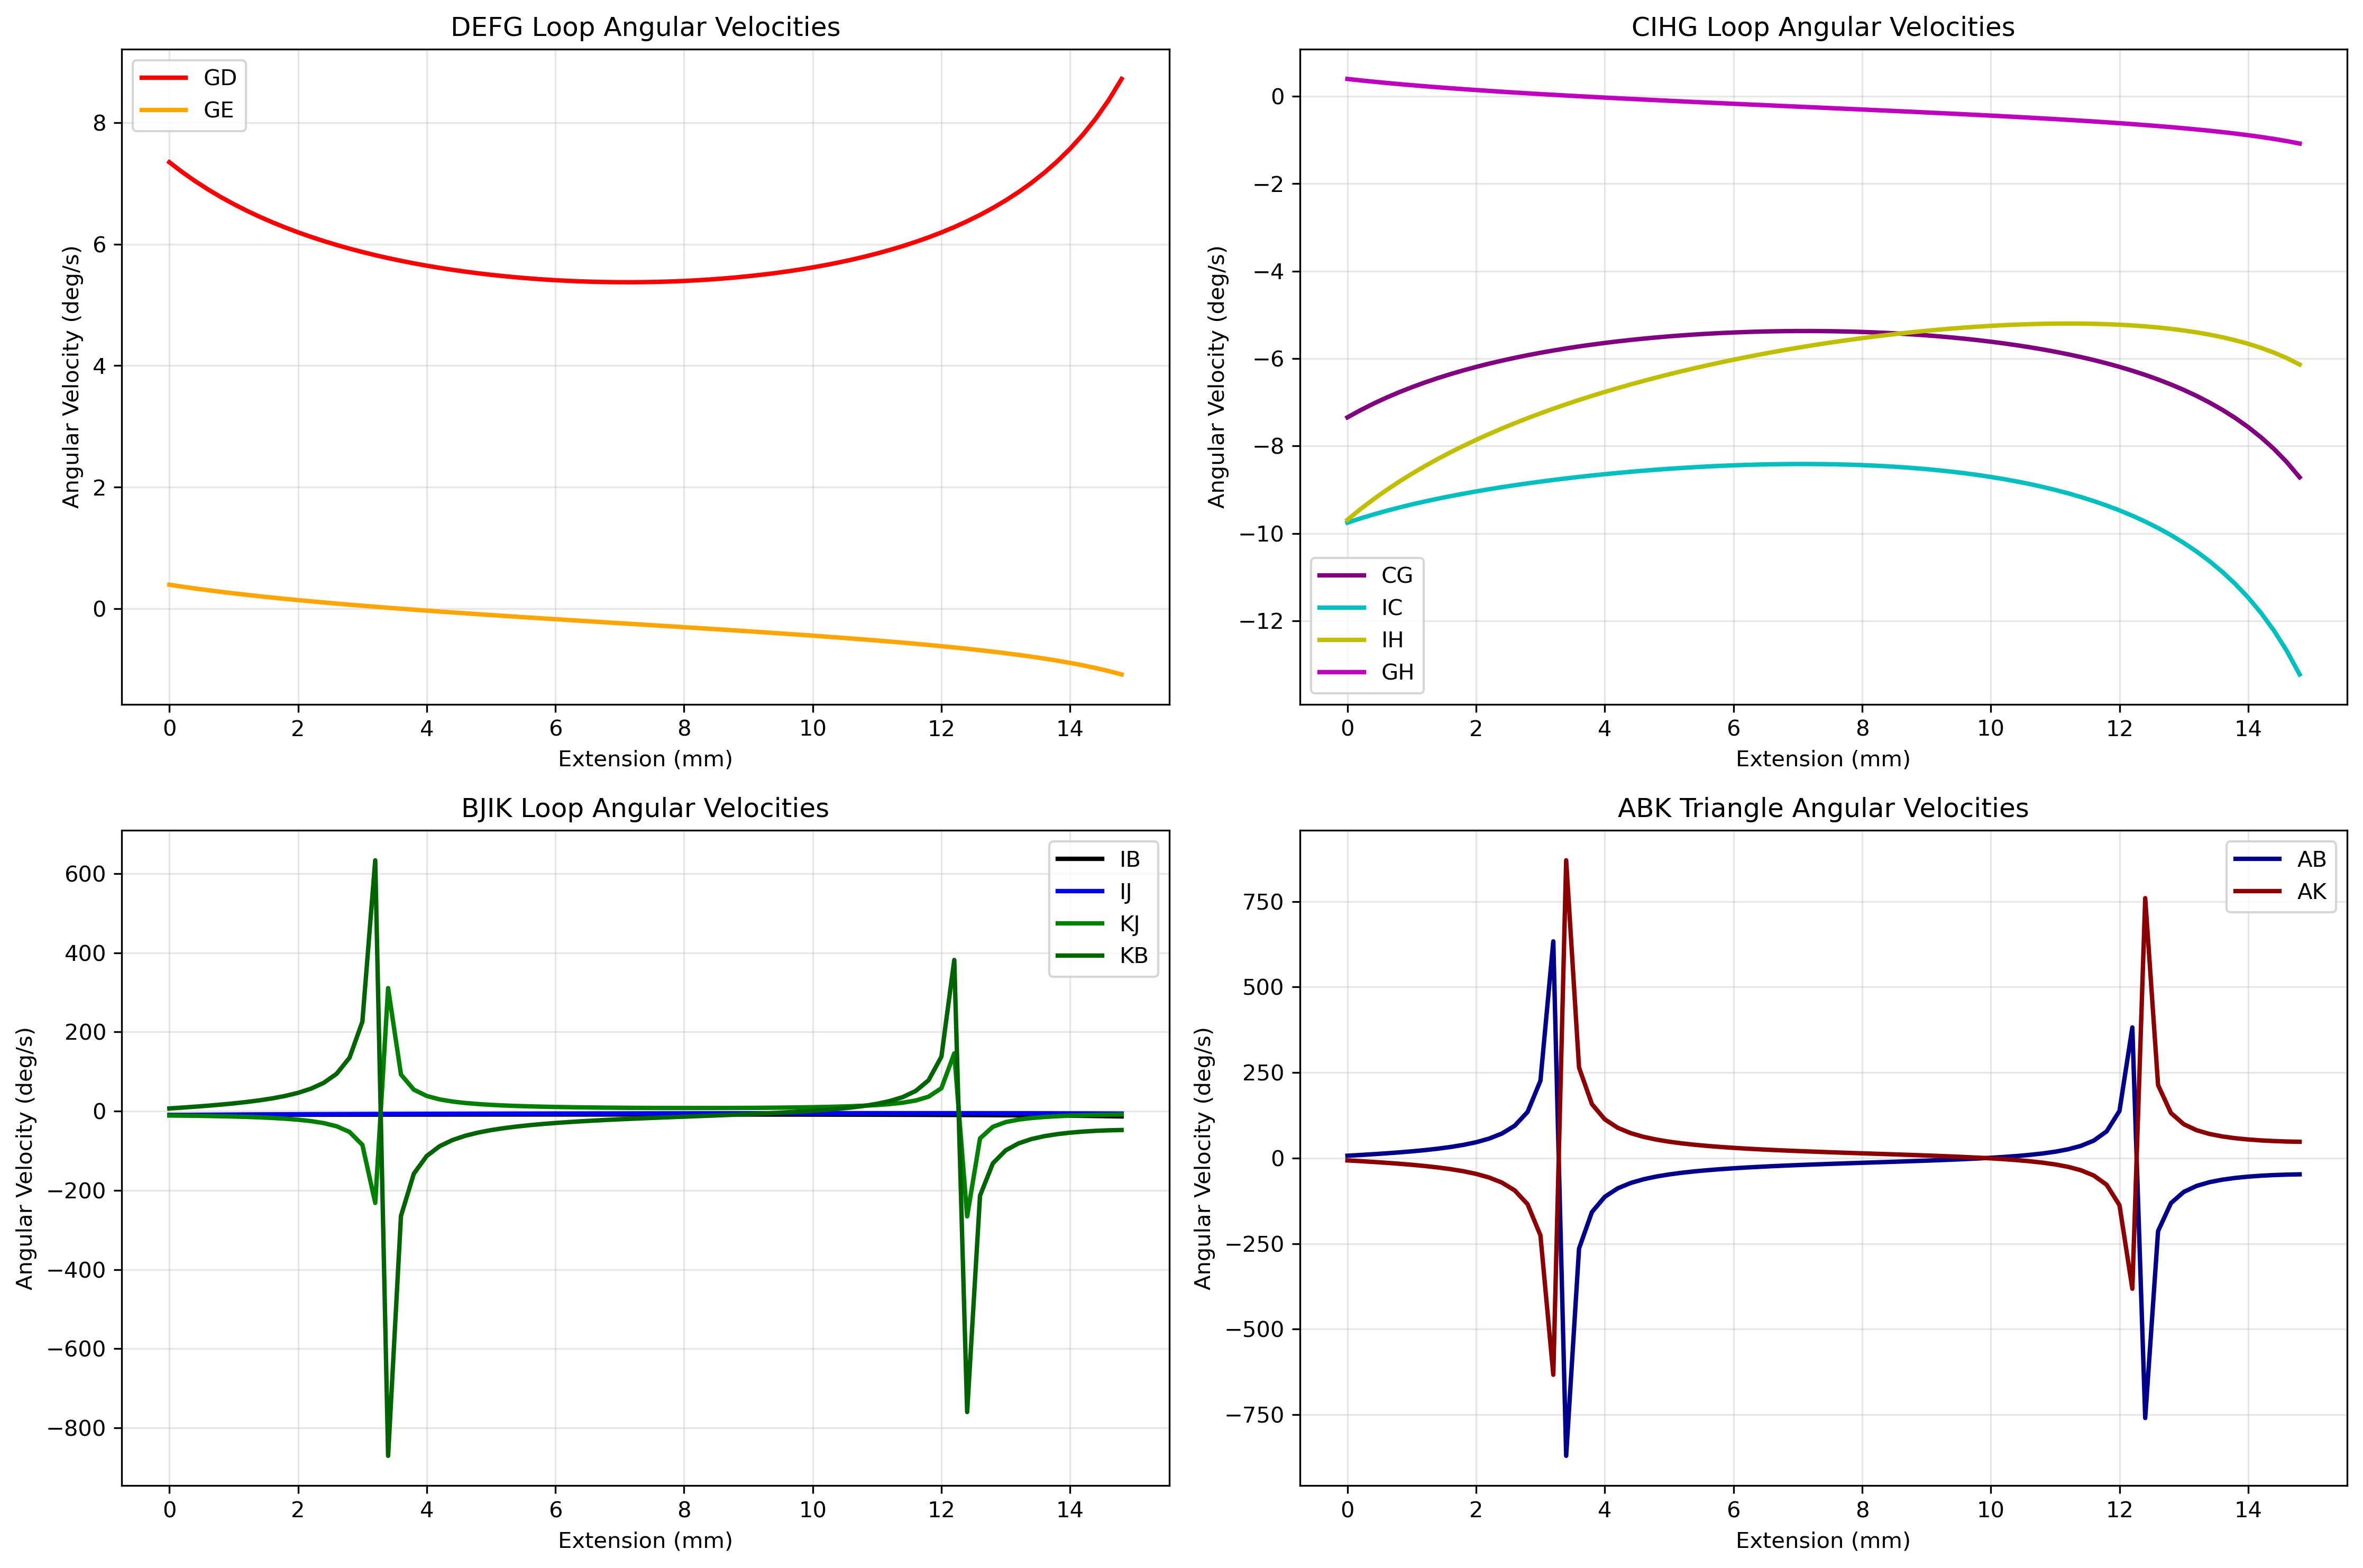 DEFG Loop Angular Velocities
Angular Velocity (deg/s)
8
6
4
2
0
GD
GE
0 2 4 6 8 10 12 14
Extension (mm)
CIHG Loop Angular Velocities
Angular Velocity (deg/s)
0
−2
−4
−6
−8
−10
−12
CG
IC
IH
GH
0 2 4 6 8 10 12 14
Extension (mm)
BJIK Loop Angular Velocities
Angular Velocity (deg/s)
600
400
200
0
−200
−400
−600
−800
IB
IJ
KJ
KB
0 2 4 6 8 10 12 14
Extension (mm)
ABK Triangle Angular Velocities
Angular Velocity (deg/s)
750
500
250
0
−250
−500
−750
AB
AK
0 2 4 6 8 10 12 14
Extension (mm)